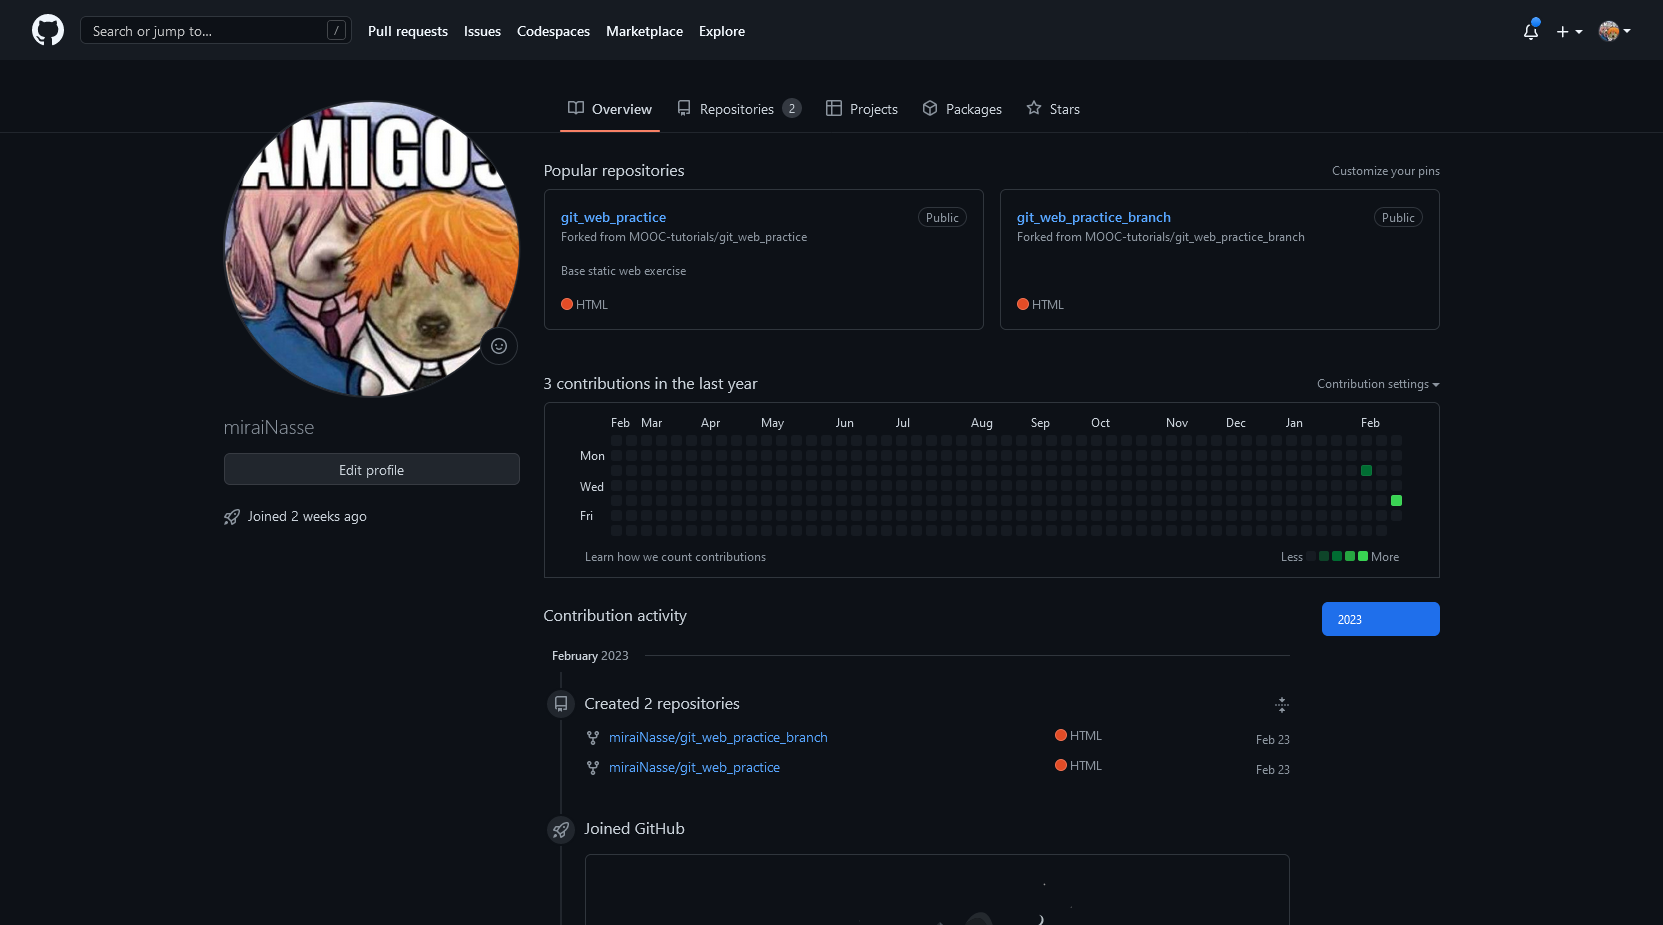 Search or jump to...
/
Pull requests
Issues
Codespaces
Marketplace
Explore
Overview
Repositories 2
Projects
Packages
Stars
AMIGOS
miraiNasse
Edit profile
Joined 2 weeks ago
Popular repositories
Customize your pins
git_web_practice
Public
Forked from MOOC-tutorials/git_web_practice
Base static web exercise
HTML
git_web_practice_branch
Public
Forked from MOOC-tutorials/git_web_practice_branch
HTML
3 contributions in the last year
Contribution settings
Feb Mar Apr May Jun Jul Aug Sep Oct Nov Dec Jan Feb
Mon
Wed
Fri
Learn how we count contributions
Less
More
Contribution activity
2023
February 2023
Created 2 repositories
miraiNasse/git_web_practice_branch
HTML
Feb 23
miraiNasse/git_web_practice
HTML
Feb 23
Joined GitHub